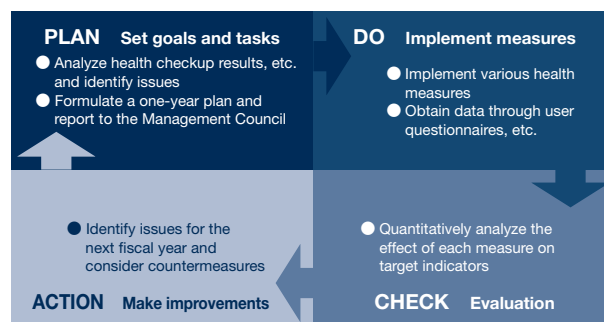 PLAN Set goals and tasks
● Analyze health checkup results, etc.
and identify issues
● Formulate a one-year plan and
report to the Management Council
DO Implement measures
● Implement various health
measures
● Obtain data through user
questionnaires, etc.
● Identify issues for the
next fiscal year and
consider countermeasures
ACTION Make improvements
● Quantitatively analyze the
effect of each measure on
target indicators
CHECK Evaluation